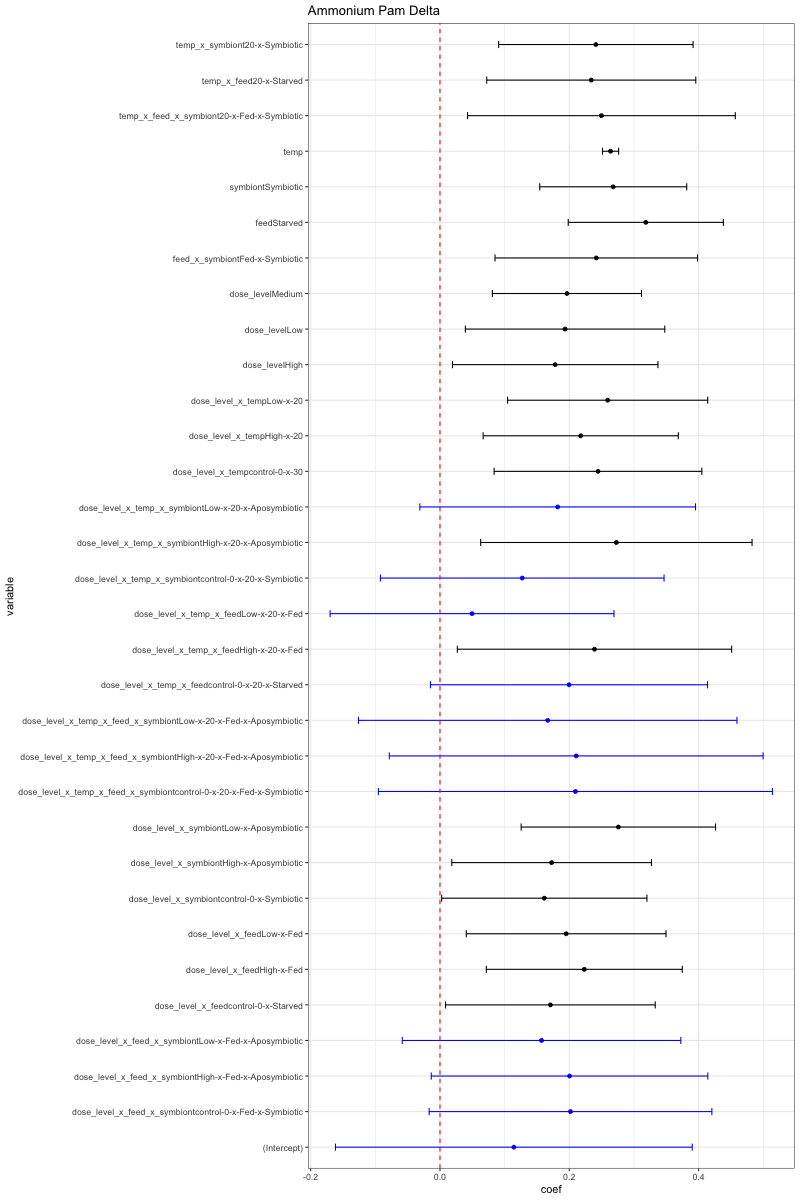 Ammonium Pam Delta
temp_x_symbiont20-x-Symbiotic
temp_x_feed20-x-Starved
temp_x_feed_x_symbiont20-x-Fed-x-Symbiotic
temp
symbiontSymbiotic
feedStarved
feed_x_symbiontFed-x-Symbiotic
dose_levelMedium
dose_levelLow
dose_levelHigh
dose_level_x_tempLow-x-20
dose_level_x_tempHigh-x-20
dose_level_x_tempcontrol-0-x-30
dose_level_x_temp_x_symbiontLow-x-20-x-Aposymbiotic
dose_level_x_temp_x_symbiontHigh-x-20-x-Aposymbiotic
dose_level_x_temp_x_symbiontcontrol-0-x-20-x-Symbiotic
dose_level_x_temp_x_feedLow-x-20-x-Fed
dose_level_x_temp_x_feedHigh-x-20-x-Fed
dose_level_x_temp_x_feedcontrol-0-x-20-x-Starved
dose_level_x_temp_x_feed_x_symbiontLow-x-20-x-Fed-x-Aposymbiotic
dose_level_x_temp_x_feed_x_symbiontHigh-x-20-x-Fed-x-Aposymbiotic
dose_level_x_temp_x_feed_x_symbiontcontrol-0-x-20-x-Fed-x-Symbiotic
dose_level_x_symbiontLow-x-Aposymbiotic
dose_level_x_symbiontHigh-x-Aposymbiotic
dose_level_x_symbiontcontrol-0-x-Symbiotic
dose_level_x_feedLow-x-Fed
dose_level_x_feedHigh-x-Fed
dose_level_x_feedcontrol-0-x-Starved
dose_level_x_feed_x_symbiontLow-x-Fed-x-Aposymbiotic
dose_level_x_feed_x_symbiontHigh-x-Fed-x-Aposymbiotic
dose_level_x_feed_x_symbiontcontrol-0-x-Fed-x-Symbiotic
(Intercept)
variable
-0.2 0.0 0.2 0.4
coef